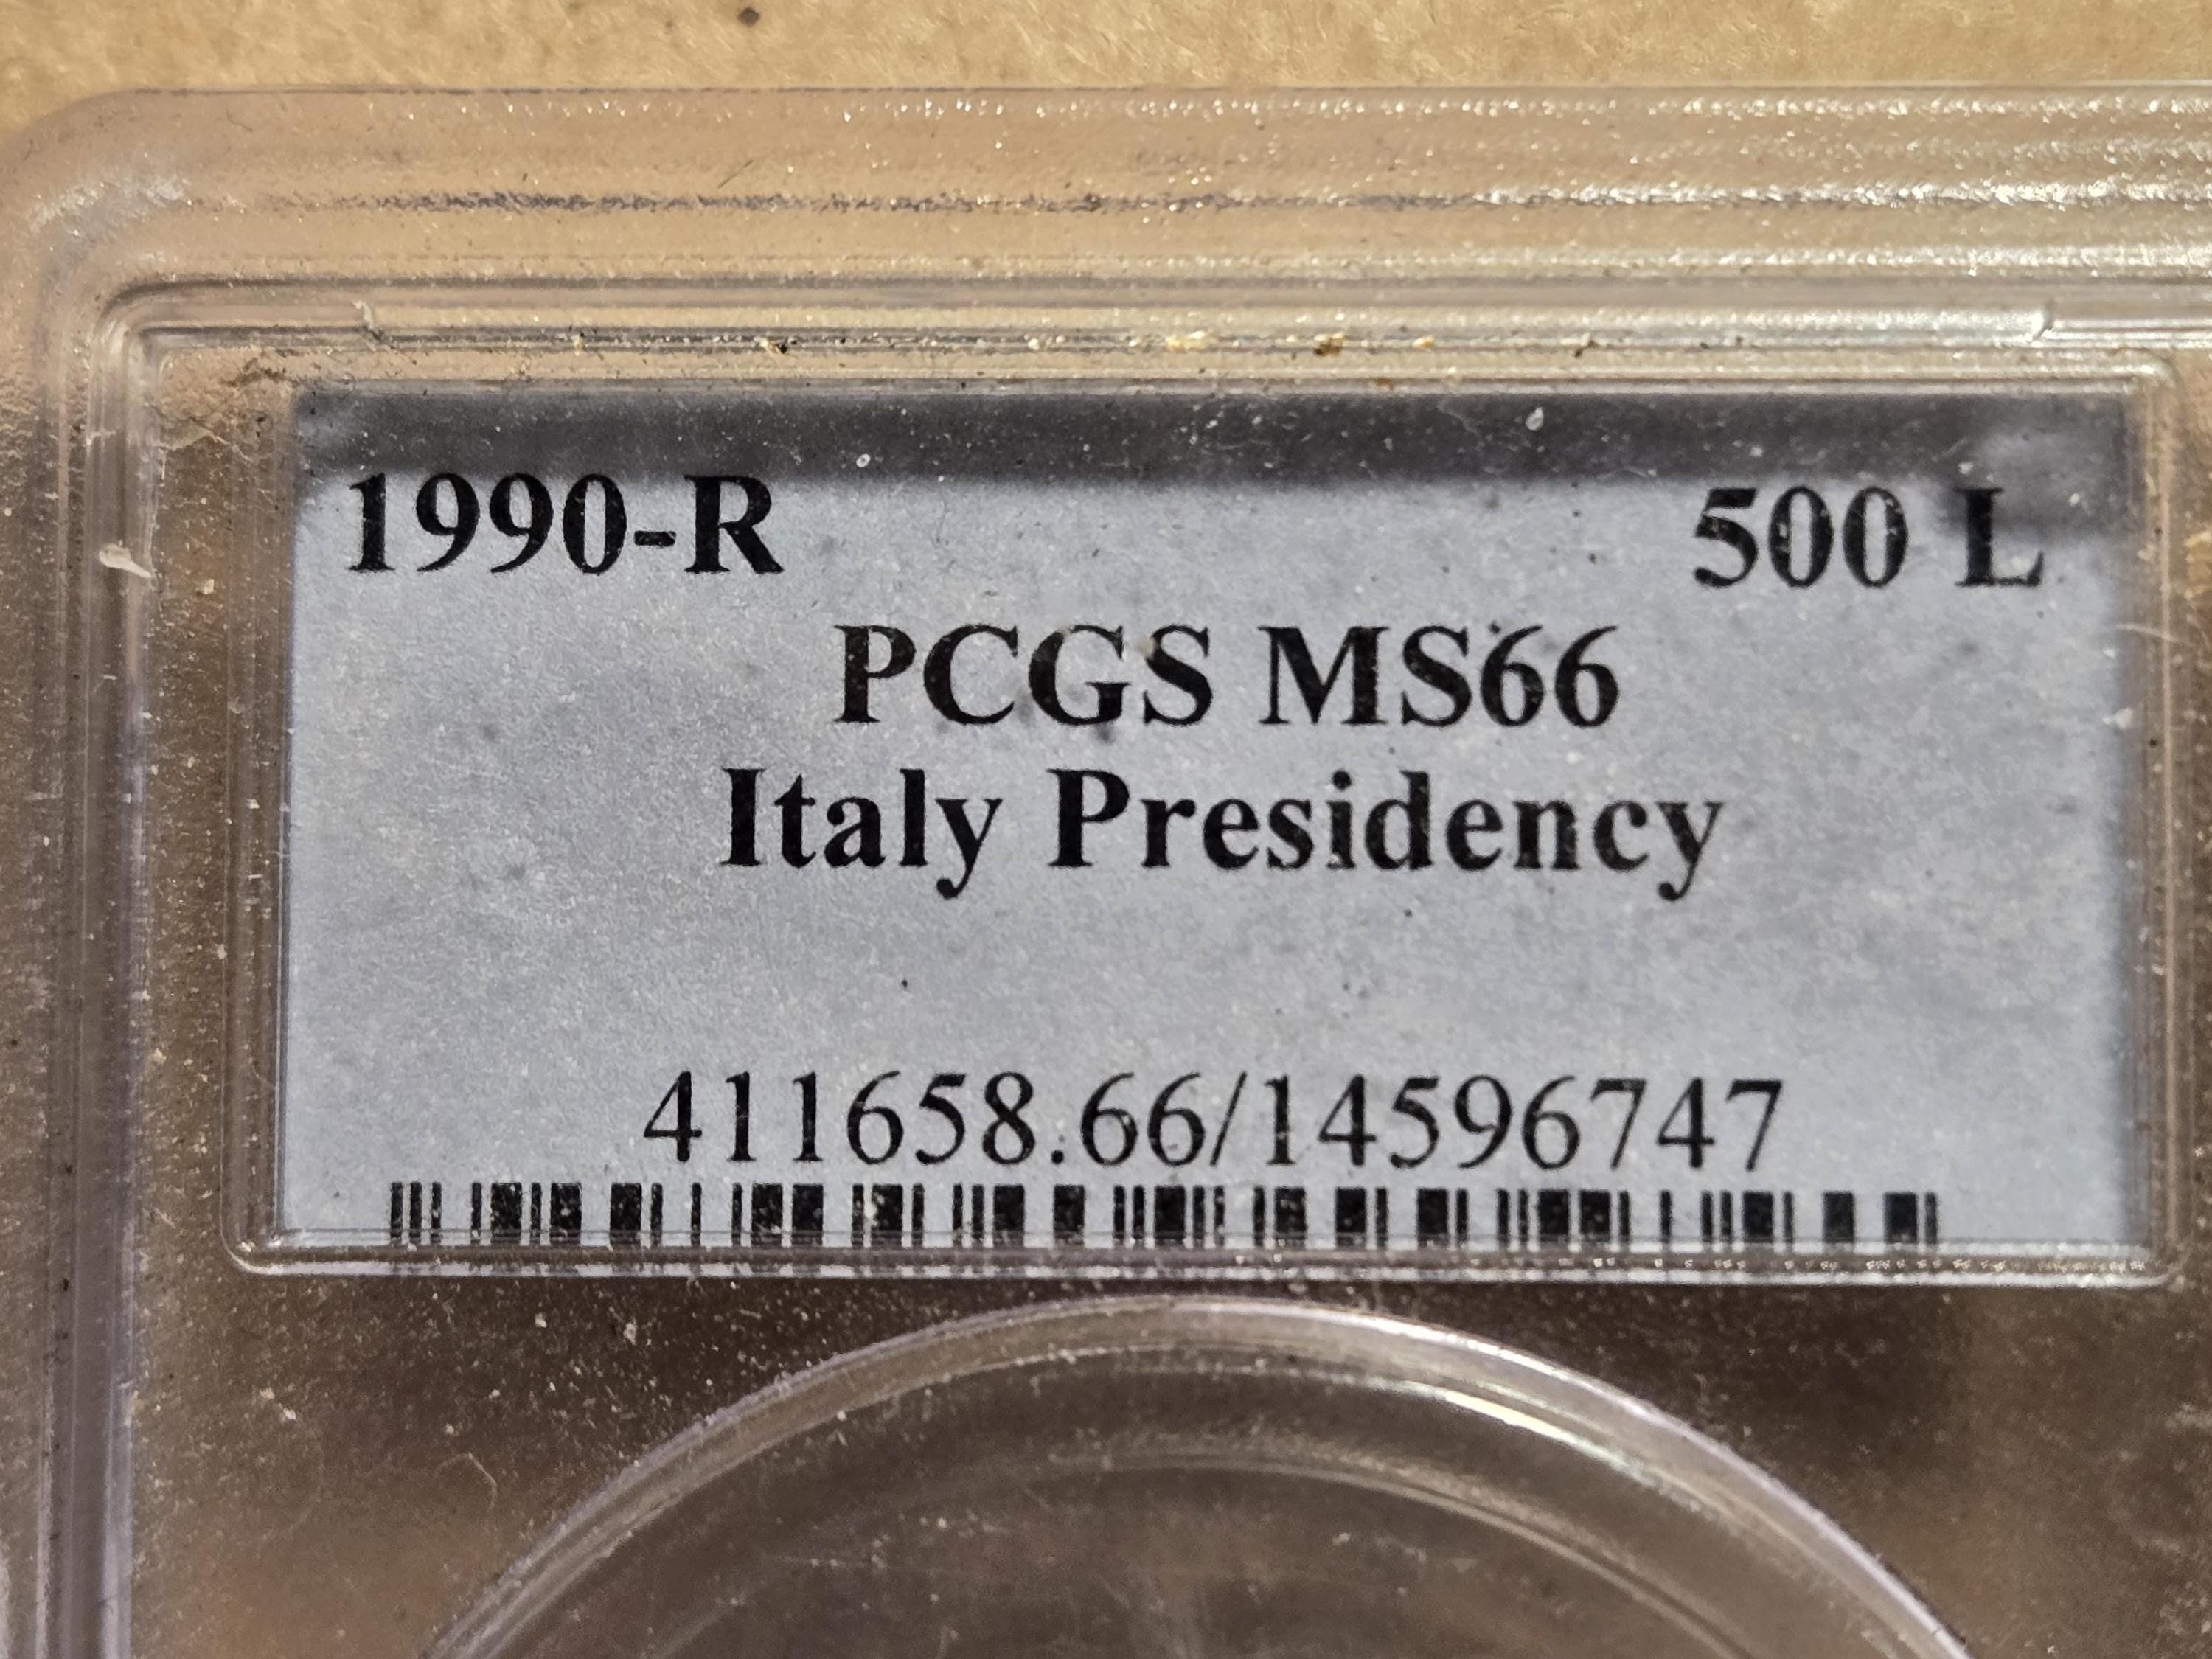 1990-R 500 L
PCGS MS66
Italy Presidency
411658.66/14596747